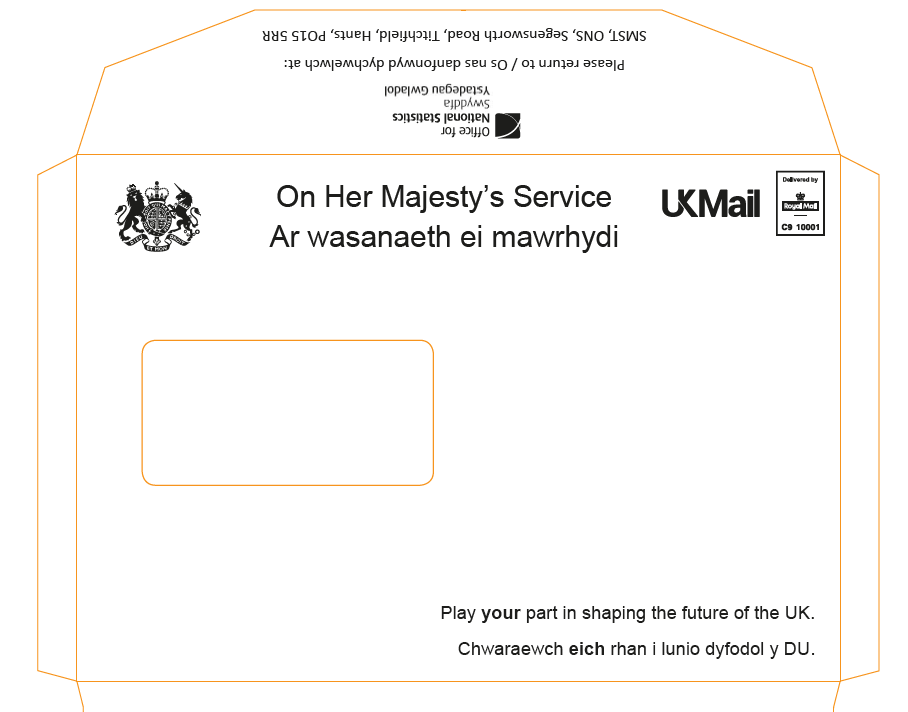 SMST, ONS, Segensworth Road, Titchfield, Hants, PO15 5RR
Please return to / Os nas danfonwyd dychwelwch at:
Office for
National Statistics
Swyddfa
Ystadegau Gwladol
On Her Majesty's Service
Ar wasanaeth ei mawrhydi
UKMail
Delivered by
Royal Mail
C9 10001
Play your part in shaping the future of the UK.
Chwaraewch eich rhan i lunio dyfodol y DU.